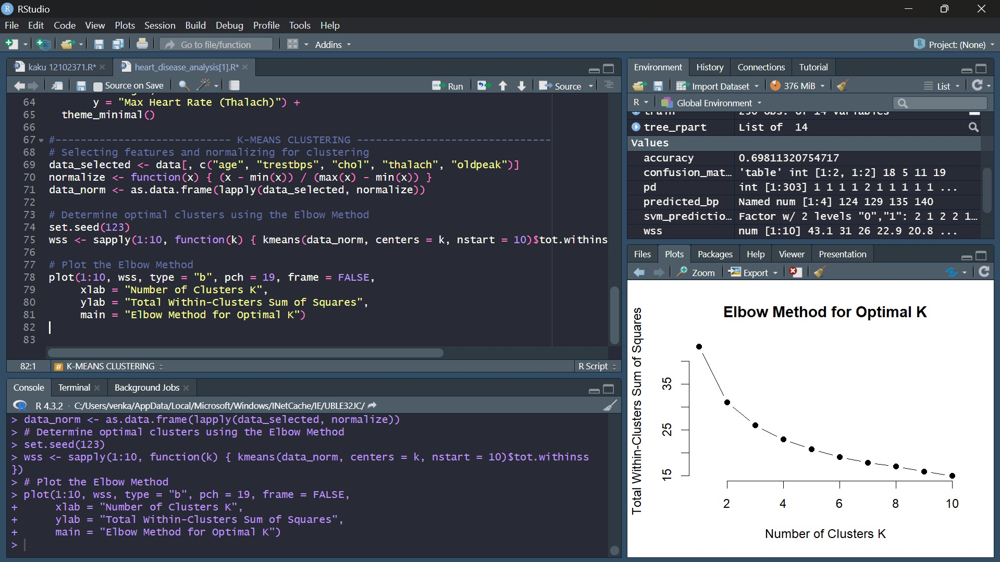 RStudio
File Edit Code View Plots Session Build Debug Profile Tools Help
Go to file/function Addins Project: (None)
kaku 12102371.R* heart_disease_analysis[1].R*
Source on Save Run Source
64 y = "Max Heart Rate (Thalach)") +
65 theme_minimal()
66
67 #---------------------------- K-MEANS CLUSTERING -------------------------------
68 # Selecting features and normalizing for clustering
69 data_selected <- data[, c("age", "trestbps", "chol", "thalach", "oldpeak")]
70 normalize <- function(x) { (x - min(x)) / (max(x) - min(x)) }
71 data_norm <- as.data.frame(lapply(data_selected, normalize))
72
73 # Determine optimal clusters using the Elbow Method
74 set.seed(123)
75 wss <- sapply(1:10, function(k) { kmeans(data_norm, centers = k, nstart = 10)$tot.withins
76
77 # Plot the Elbow Method
78 plot(1:10, wss, type = "b", pch = 19, frame = FALSE,
79 xlab = "Number of Clusters K",
80 ylab = "Total Within-Clusters Sum of Squares",
81 main = "Elbow Method for Optimal K")
82
83
82:1 # K-MEANS CLUSTERING R Script
Console Terminal Background Jobs
R 4.3.2 · C:/Users/venka/AppData/Local/Microsoft/Windows/INetCache/IE/UBLE32JC/
> data_norm <- as.data.frame(lapply(data_selected, normalize))
> # Determine optimal clusters using the Elbow Method
> set.seed(123)
> wss <- sapply(1:10, function(k) { kmeans(data_norm, centers = k, nstart = 10)$tot.withinss
})
> # Plot the Elbow Method
> plot(1:10, wss, type = "b", pch = 19, frame = FALSE,
+ xlab = "Number of Clusters K",
+ ylab = "Total Within-Clusters Sum of Squares",
+ main = "Elbow Method for Optimal K")
>
Environment History Connections Tutorial
Import Dataset 376 MiB List
R Global Environment
tree_rpart List of 14
Values
accuracy 0.69811320754717
confusion_mat… 'table' int [1:2, 1:2] 18 5 11 19
pd int [1:303] 1 1 1 1 2 1 1 1 1 1 ...
predicted_bp Named num [1:4] 124 129 135 140
svm_predictio… Factor w/ 2 levels "0","1": 2 1 2 2 1…
wss num [1:10] 43.1 31 26 22.9 20.8 ...
Files Plots Packages Help Viewer Presentation
Zoom Export
Elbow Method for Optimal K
Total Within-Clusters Sum of Squares
35
25
15
2 4 6 8 10
Number of Clusters K